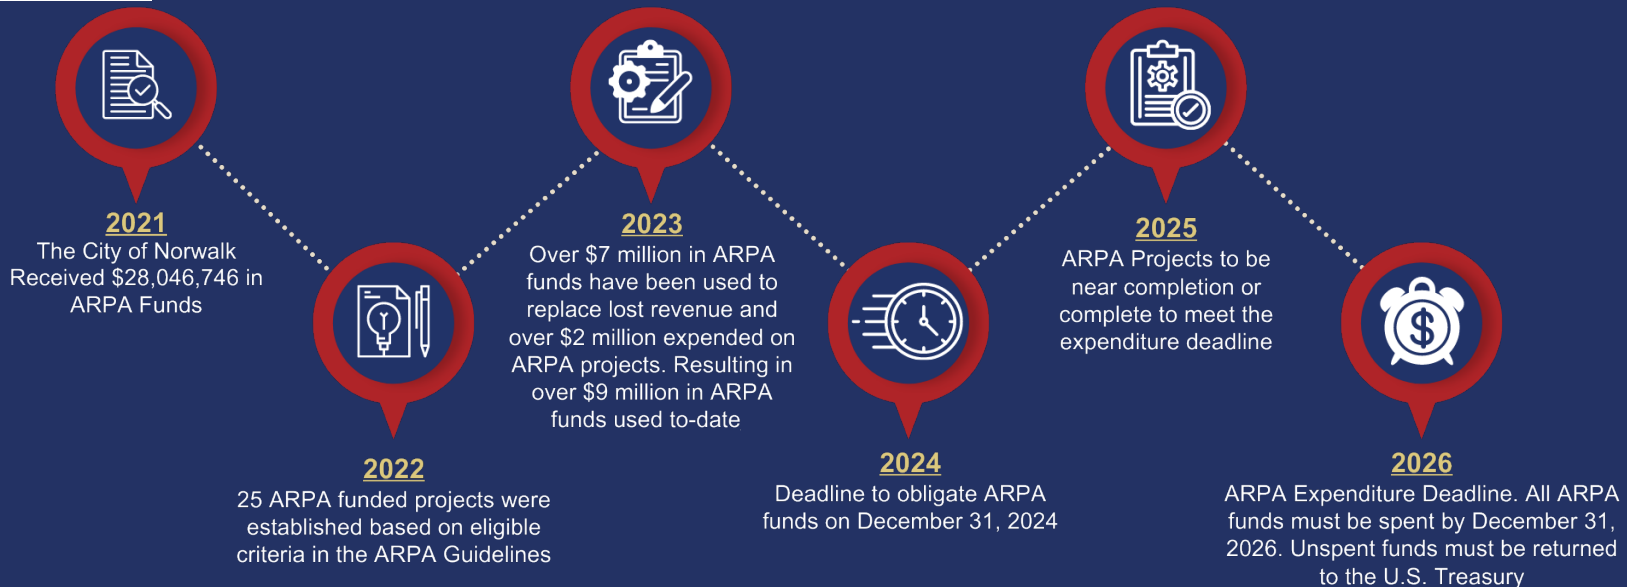 2021
The City of Norwalk
Received $28,046,746 in
ARPA Funds
2022
25 ARPA funded projects were
established based on eligible
criteria in the ARPA Guidelines
2023
Over $7 million in ARPA
funds have been used to
replace lost revenue and
over $2 million expended on
ARPA projects. Resulting in
over $9 million in ARPA
funds used to-date
2024
Deadline to obligate ARPA
funds on December 31, 2024
2025
ARPA Projects to be
near completion or
complete to meet the
expenditure deadline
2026
ARPA Expenditure Deadline. All ARPA
funds must be spent by December 31,
2026. Unspent funds must be returned
to the U.S. Treasury